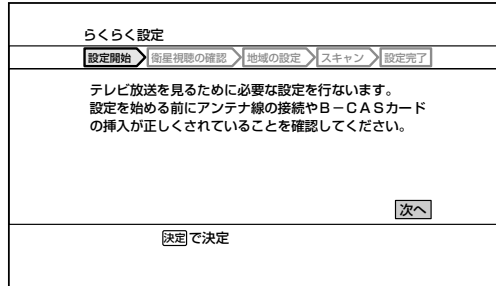 らくらく設定
設定開始 衛星視聴の確認 地域の設定 スキャン 設定完了
テレビ放送を見るために必要な設定を行ないます。
設定を始める前にアンテナ線の接続やB－CASカード
の挿入が正しくされていることを確認してください。
次へ
決定で決定